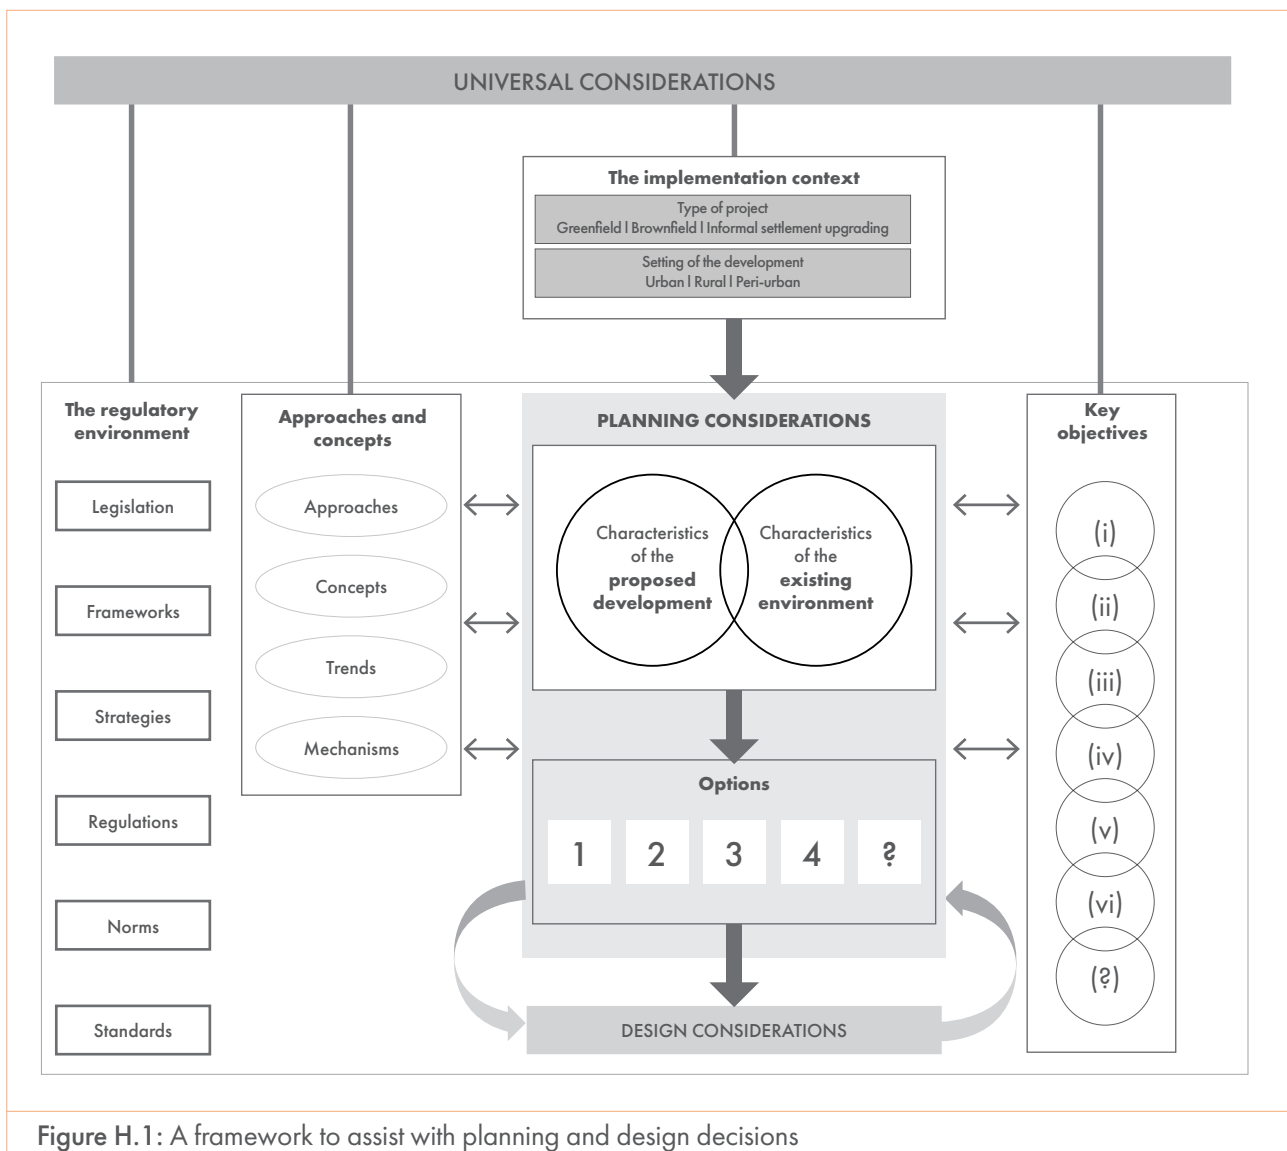 UNIVERSAL CONSIDERATIONS
The implementation context
Type of project
Greenfield | Brownfield | Informal settlement upgrading
Setting of the development
Urban | Rural | Peri-urban
The regulatory
environment
Legislation
Frameworks
Strategies
Regulations
Norms
Standards
Approaches and
concepts
Approaches
Concepts
Trends
Mechanisms
PLANNING CONSIDERATIONS
Characteristics
of the
proposed
development
Characteristics
of the
existing
environment
Options
1 2 3 4 ?
DESIGN CONSIDERATIONS
Key
objectives
(i)
(ii)
(iii)
(iv)
(v)
(vi)
(?)
Figure H.1: A framework to assist with planning and design decisions